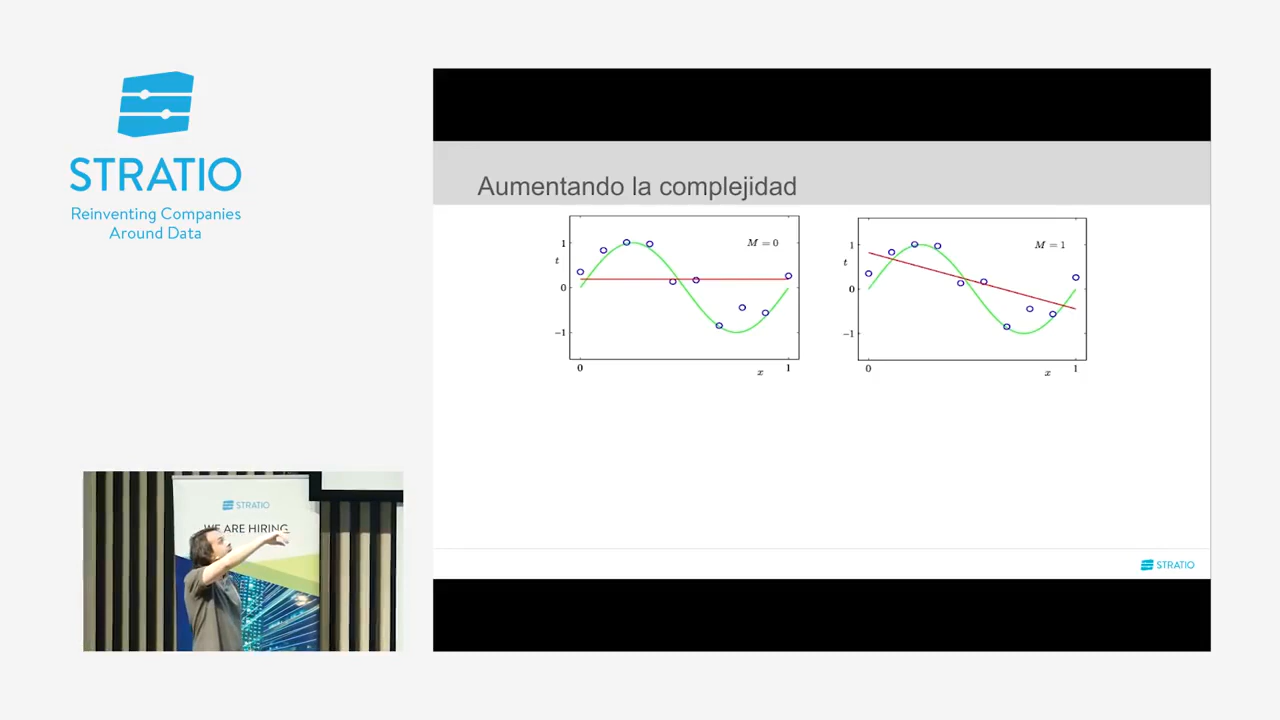 STRATIO
Reinventing Companies
Around Data
Aumentando la complejidad
1
t
0
−1
M = 0
0
x
1
1
t
0
−1
M = 1
0
x
1
STRATIO
WE ARE HIRING
STRATIO